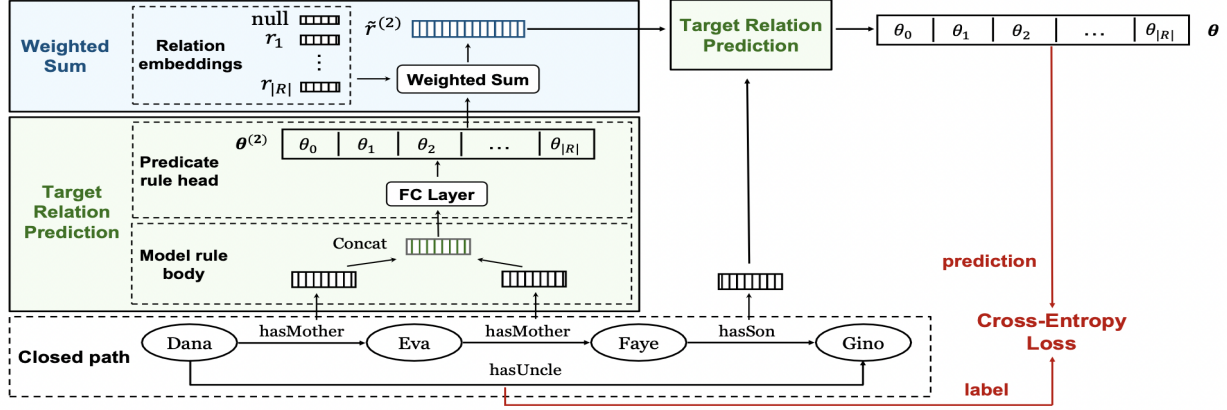 Weighted
Sum
Relation
embeddings
null
r₁
⋮
r|R|
r̃⁽²⁾
Weighted Sum
Target Relation
Prediction
θ₀ θ₁ θ₂ ... θ|R| θ
Target
Relation
Prediction
Predicate
rule head
θ⁽²⁾ θ₀ θ₁ θ₂ ... θ|R|
FC Layer
Model rule
body
Concat
prediction
Cross-Entropy
Loss
label
Closed path
Dana hasMother Eva hasMother Faye hasSon Gino
hasUncle